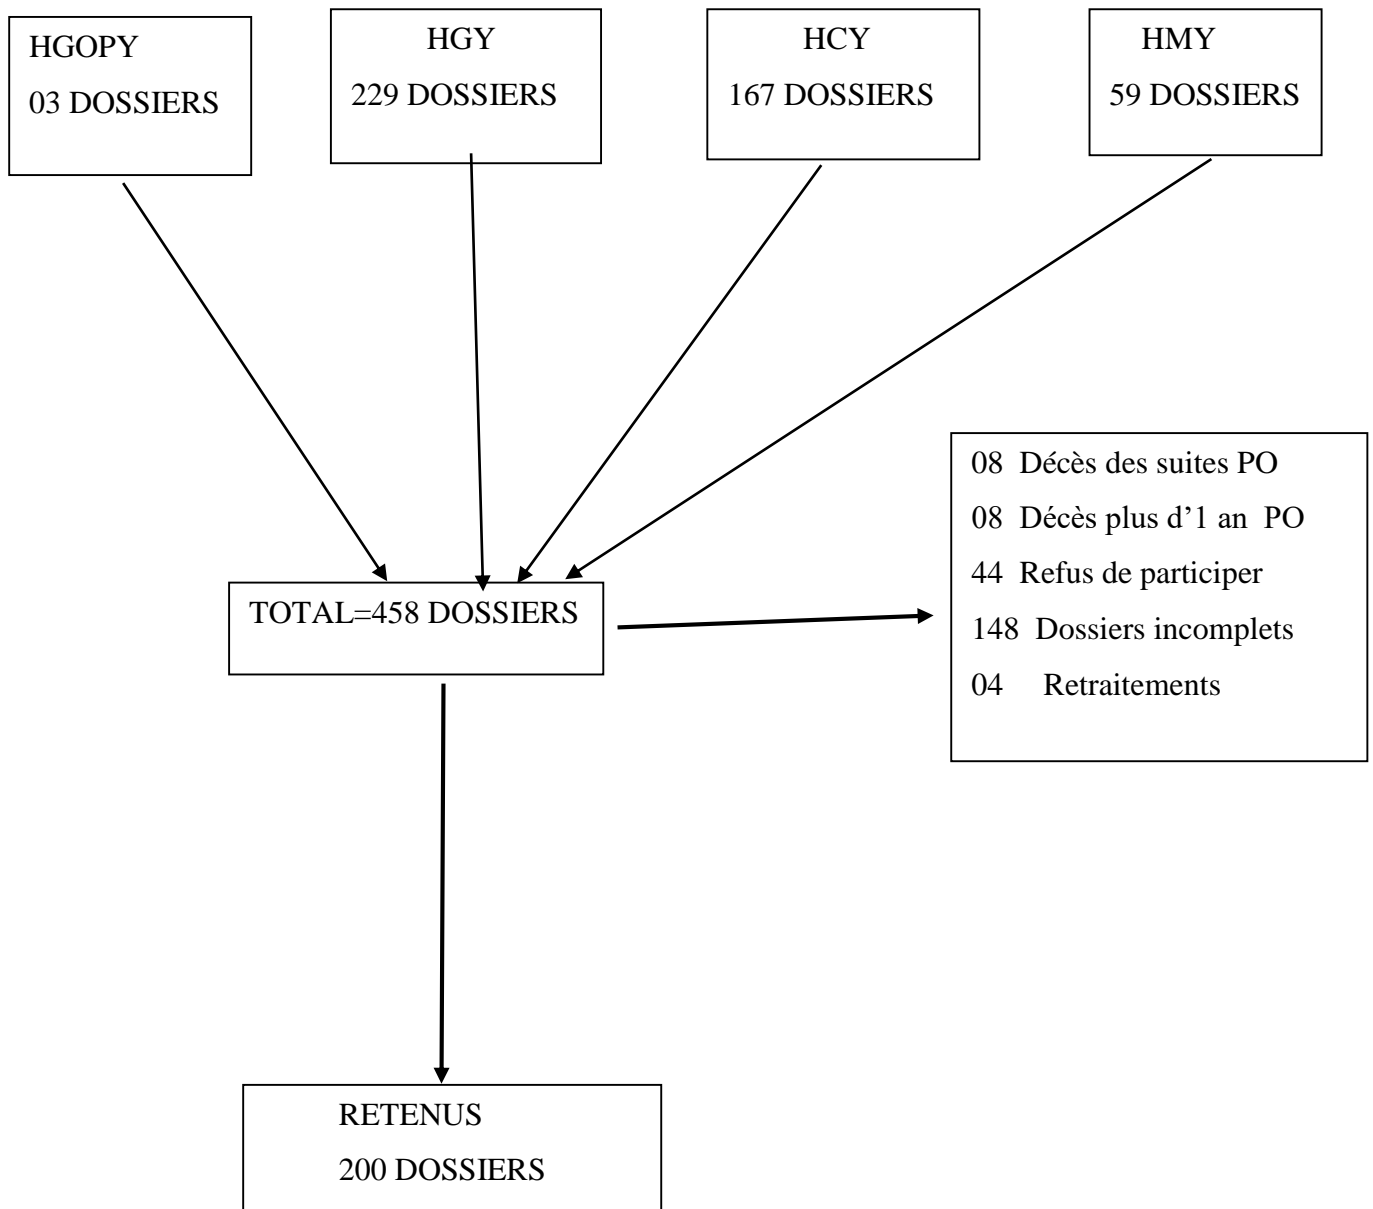 HGOPY
03 DOSSIERS
HGY
229 DOSSIERS
HCY
167 DOSSIERS
HMY
59 DOSSIERS
08 Décès des suites PO
08 Décès plus d’1 an PO
44 Refus de participer
148 Dossiers incomplets
04 Retraitements
TOTAL=458 DOSSIERS
RETENUS
200 DOSSIERS